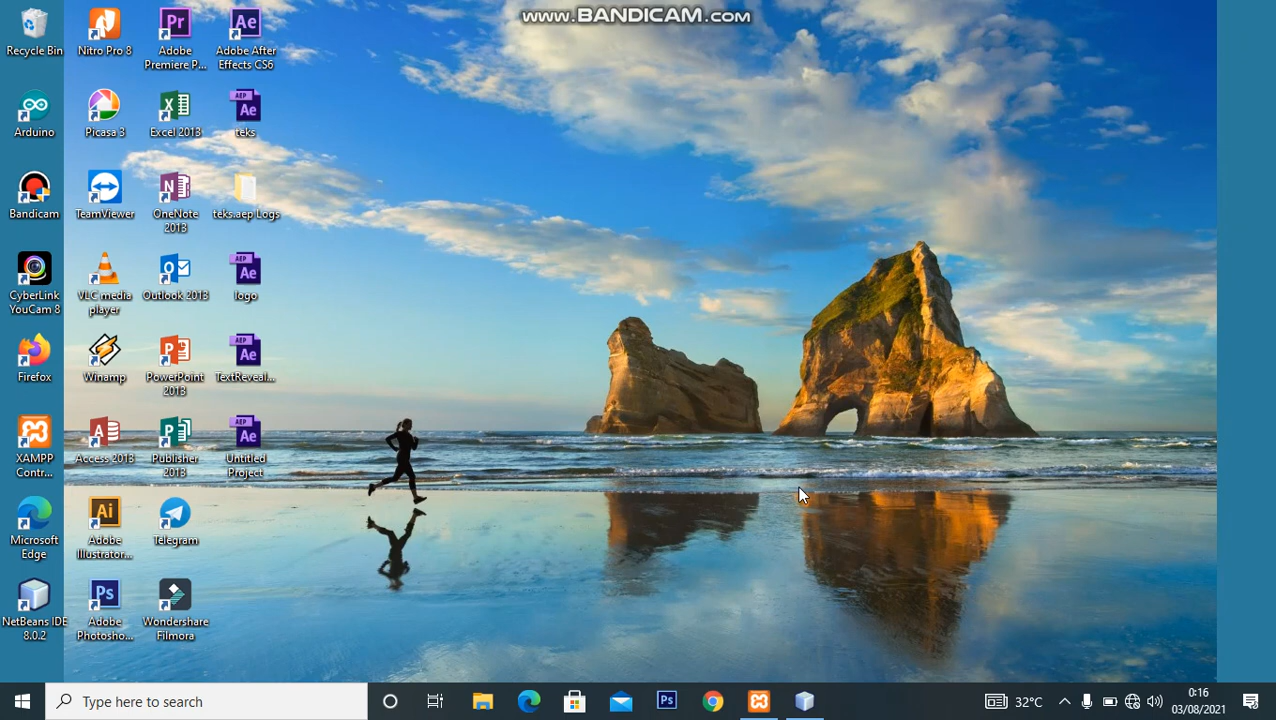 www.BANDICAM.com
Recycle Bin
Nitro Pro 8
Adobe
Premiere P...
Adobe After
Effects CS6
Arduino
Picasa 3
Excel 2013
teks
Bandicam
TeamViewer
OneNote
2013
teks.aep Logs
CyberLink
YouCam 8
VLC media
player
Outlook 2013
logo
Firefox
Winamp
PowerPoint
2013
TextReveal...
XAMPP
Contr...
Access 2013
Publisher
2013
Untitled
Project
Microsoft
Edge
Adobe
Illustrator...
Telegram
NetBeans IDE
8.0.2
Adobe
Photosho...
Wondershare
Filmora
Type here to search
32°C
0:16
03/08/2021